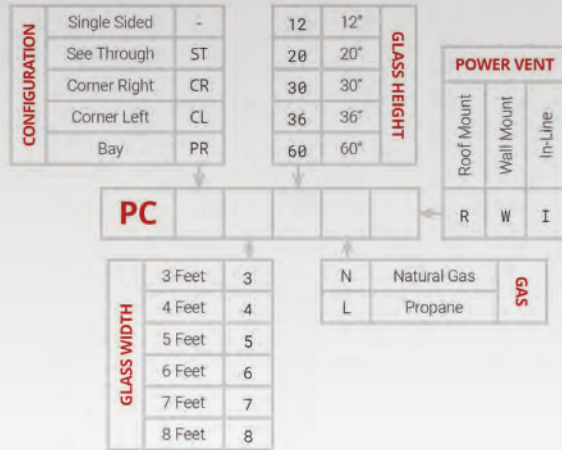 CONFIGURATION
Single Sided -
See Through ST
Corner Right CR
Corner Left CL
Bay PR
12 12"
20 20"
30 30"
36 36"
60 60"
GLASS HEIGHT
POWER VENT
Roof Mount Wall Mount In-Line
R W I
PC
GLASS WIDTH
3 Feet 3
4 Feet 4
5 Feet 5
6 Feet 6
7 Feet 7
8 Feet 8
N Natural Gas
L Propane
GAS